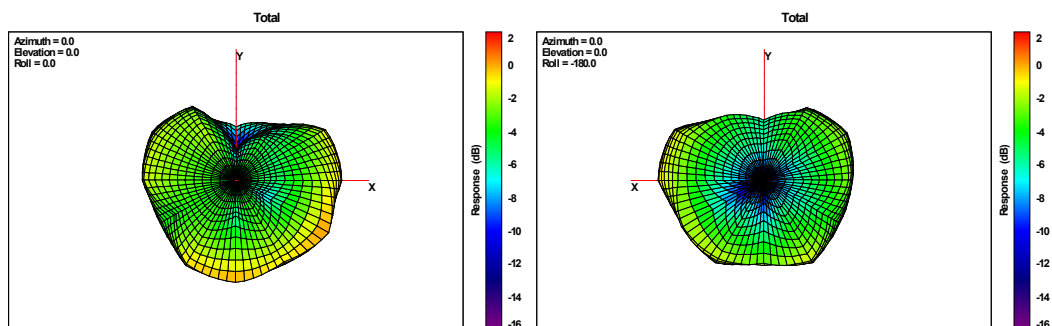 Total
Azimuth = 0.0
Elevation = 0.0
Roll = 0.0
Y
X
2
0
-2
-4
-6
-8
-10
-12
-14
-16
Response (dB)
Total
Azimuth = 0.0
Elevation = 0.0
Roll = -180.0
Y
X
2
0
-2
-4
-6
-8
-10
-12
-14
-16
Response (dB)